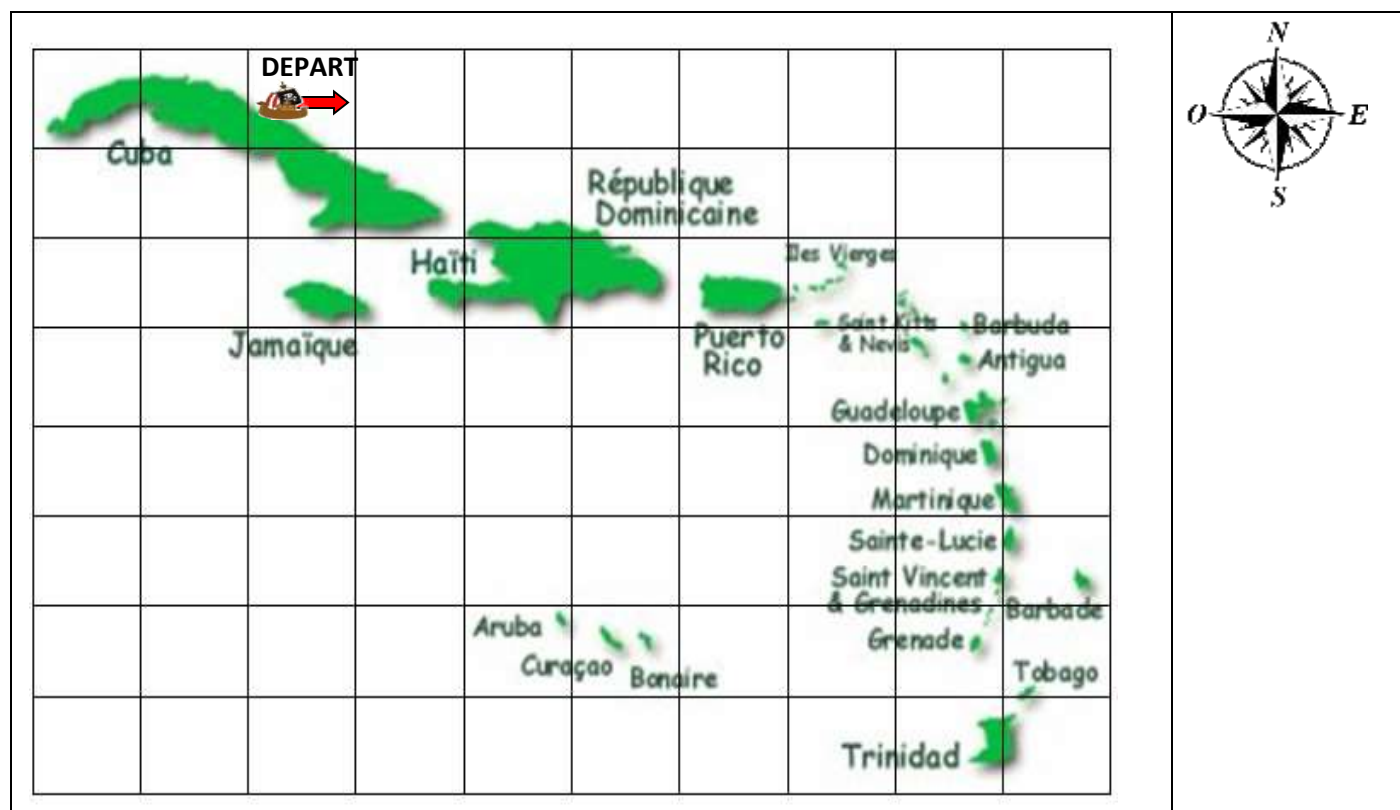 N
DEPART
O
E
Cuba
République
Dominicaine
S
Haïti
Iles Vierges
Jamaïque
Puerto
Rico
Saint Kitts
& Nevis
Barbuda
Antigua
Guadeloupe
Dominique
Martinique
Sainte-Lucie
Saint Vincent
& Grenadines
Barbade
Aruba
Grenade
Curaçao
Bonaire
Tobago
Trinidad